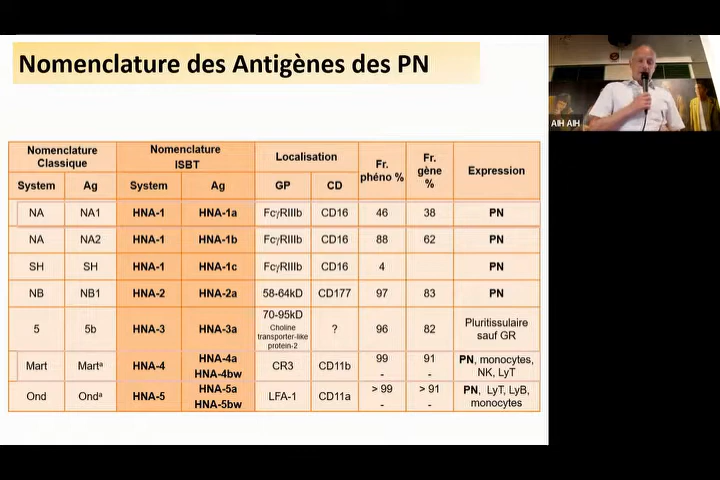 Nomenclature des Antigènes des PN
AIH AIH
Nomenclature Classique Nomenclature ISBT Localisation Fr. phéno % Fr. gène % Expression
System Ag System Ag GP CD
NA NA1 HNA-1 HNA-1a FcγRIIIb CD16 46 38 PN
NA NA2 HNA-1 HNA-1b FcγRIIIb CD16 88 62 PN
SH SH HNA-1 HNA-1c FcγRIIIb CD16 4 PN
NB NB1 HNA-2 HNA-2a 58-64kD CD177 97 83 PN
5 5b HNA-3 HNA-3a 70-95kD Choline transporter-like protein-2 ? 96 82 Pluritissulaire sauf GR
Mart Martᵃ HNA-4 HNA-4a HNA-4bw CR3 CD11b 99 - 91 - PN, monocytes, NK, LyT
Ond Ondᵃ HNA-5 HNA-5a HNA-5bw LFA-1 CD11a > 99 - > 91 - PN, LyT, LyB, monocytes